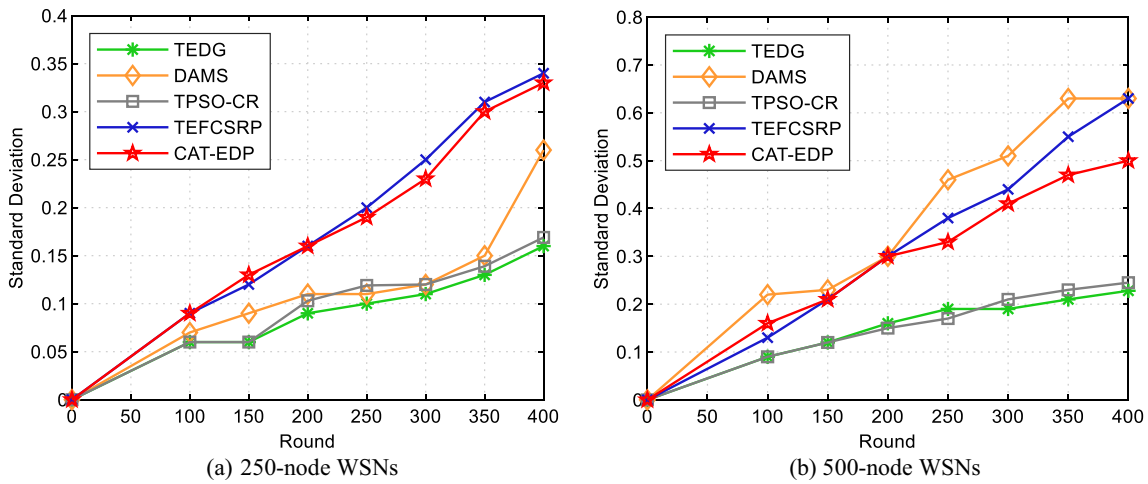 0.4
0.35
0.3
0.25
0.2
0.15
0.1
0.05
0
Standard Deviation
TEDG
DAMS
TPSO-CR
TEFCSRP
CAT-EDP
0 50 100 150 200 250 300 350 400
Round
(a) 250-node WSNs
0.8
0.7
0.6
0.5
0.4
0.3
0.2
0.1
0
Standard Deviation
TEDG
DAMS
TPSO-CR
TEFCSRP
CAT-EDP
0 50 100 150 200 250 300 350 400
Round
(b) 500-node WSNs